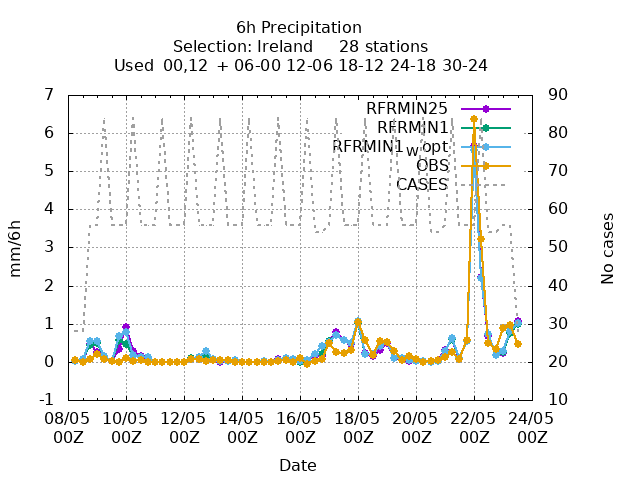 6h Precipitation
Selection: Ireland 28 stations
Used 00,12 + 06-00 12-06 18-12 24-18 30-24
RFRMIN25
RFRMIN1
RFRMIN1w opt
OBS
CASES
mm/6h
7
6
5
4
3
2
1
0
-1
No cases
90
80
70
60
50
40
30
20
10
08/05 10/05 12/05 14/05 16/05 18/05 20/05 22/05 24/05
00Z 00Z 00Z 00Z 00Z 00Z 00Z 00Z 00Z
Date